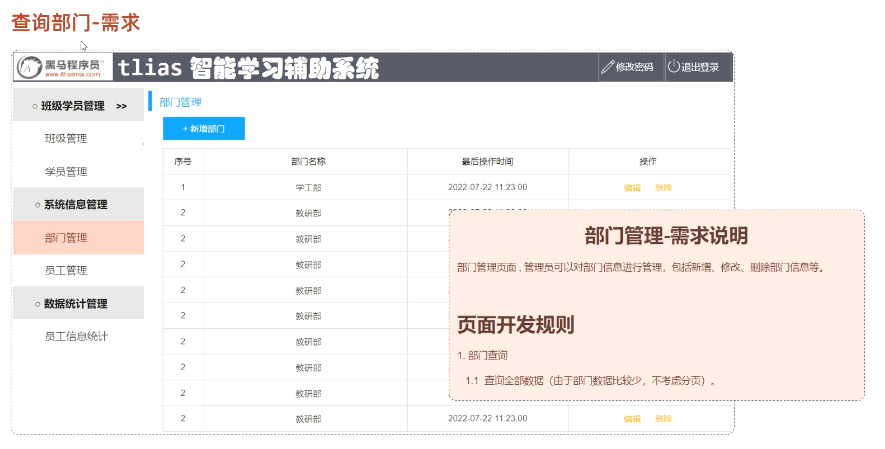 查询部门-需求
黑马程序员
www.itheima.com
tlias 智能学习辅助系统
修改密码
退出登录
班级学员管理 >>
班级管理
学员管理
系统信息管理
部门管理
员工管理
数据统计管理
员工信息统计
部门管理
+ 新增部门
序号 部门名称 最后操作时间 操作
1 学工部 2022-07-22 11:23:00 编辑 删除
2 教研部
2 教研部
2 教研部
2 教研部
2 教研部
2 教研部
2 教研部
2 教研部
2 教研部 2022-07-22 11:23:00 编辑 删除
部门管理-需求说明
部门管理页面，管理员可以对部门信息进行管理，包括新增、修改、删除部门信息等。
页面开发规则
1. 部门查询
1.1 查询全部数据（由于部门数据比较少，不考虑分页）。